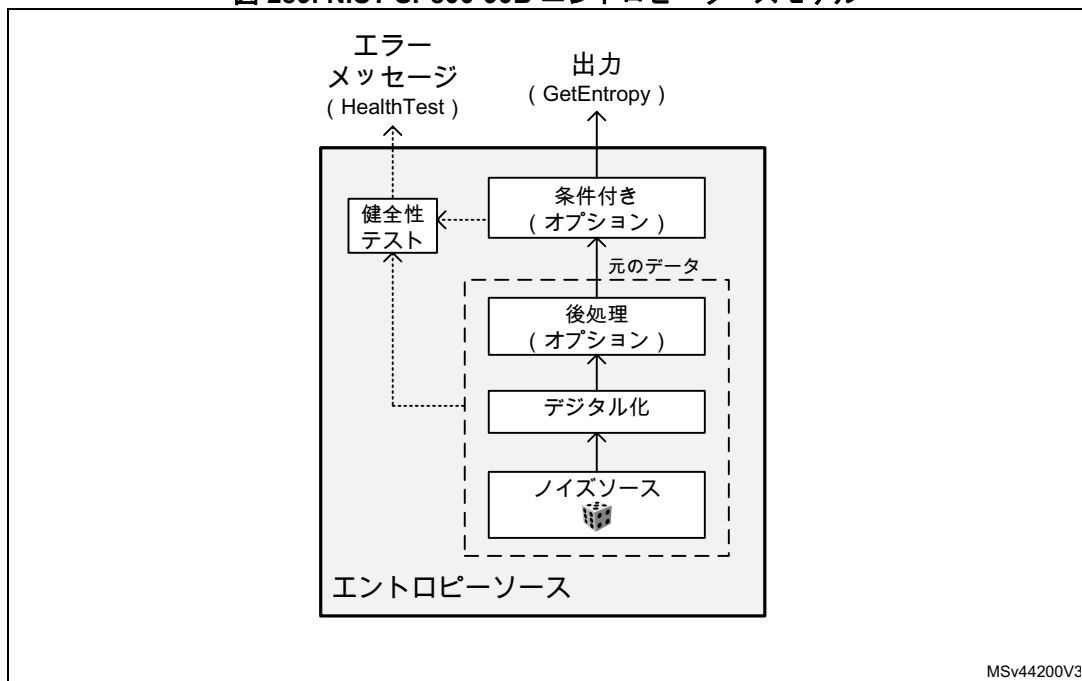 エラー
メッセージ
( HealthTest )
出力
( GetEntropy )
条件付き
( オプション )
健全性
テスト
元のデータ
後処理
( オプション )
デジタル化
ノイズソース
エントロピーソース
MSv44200V3